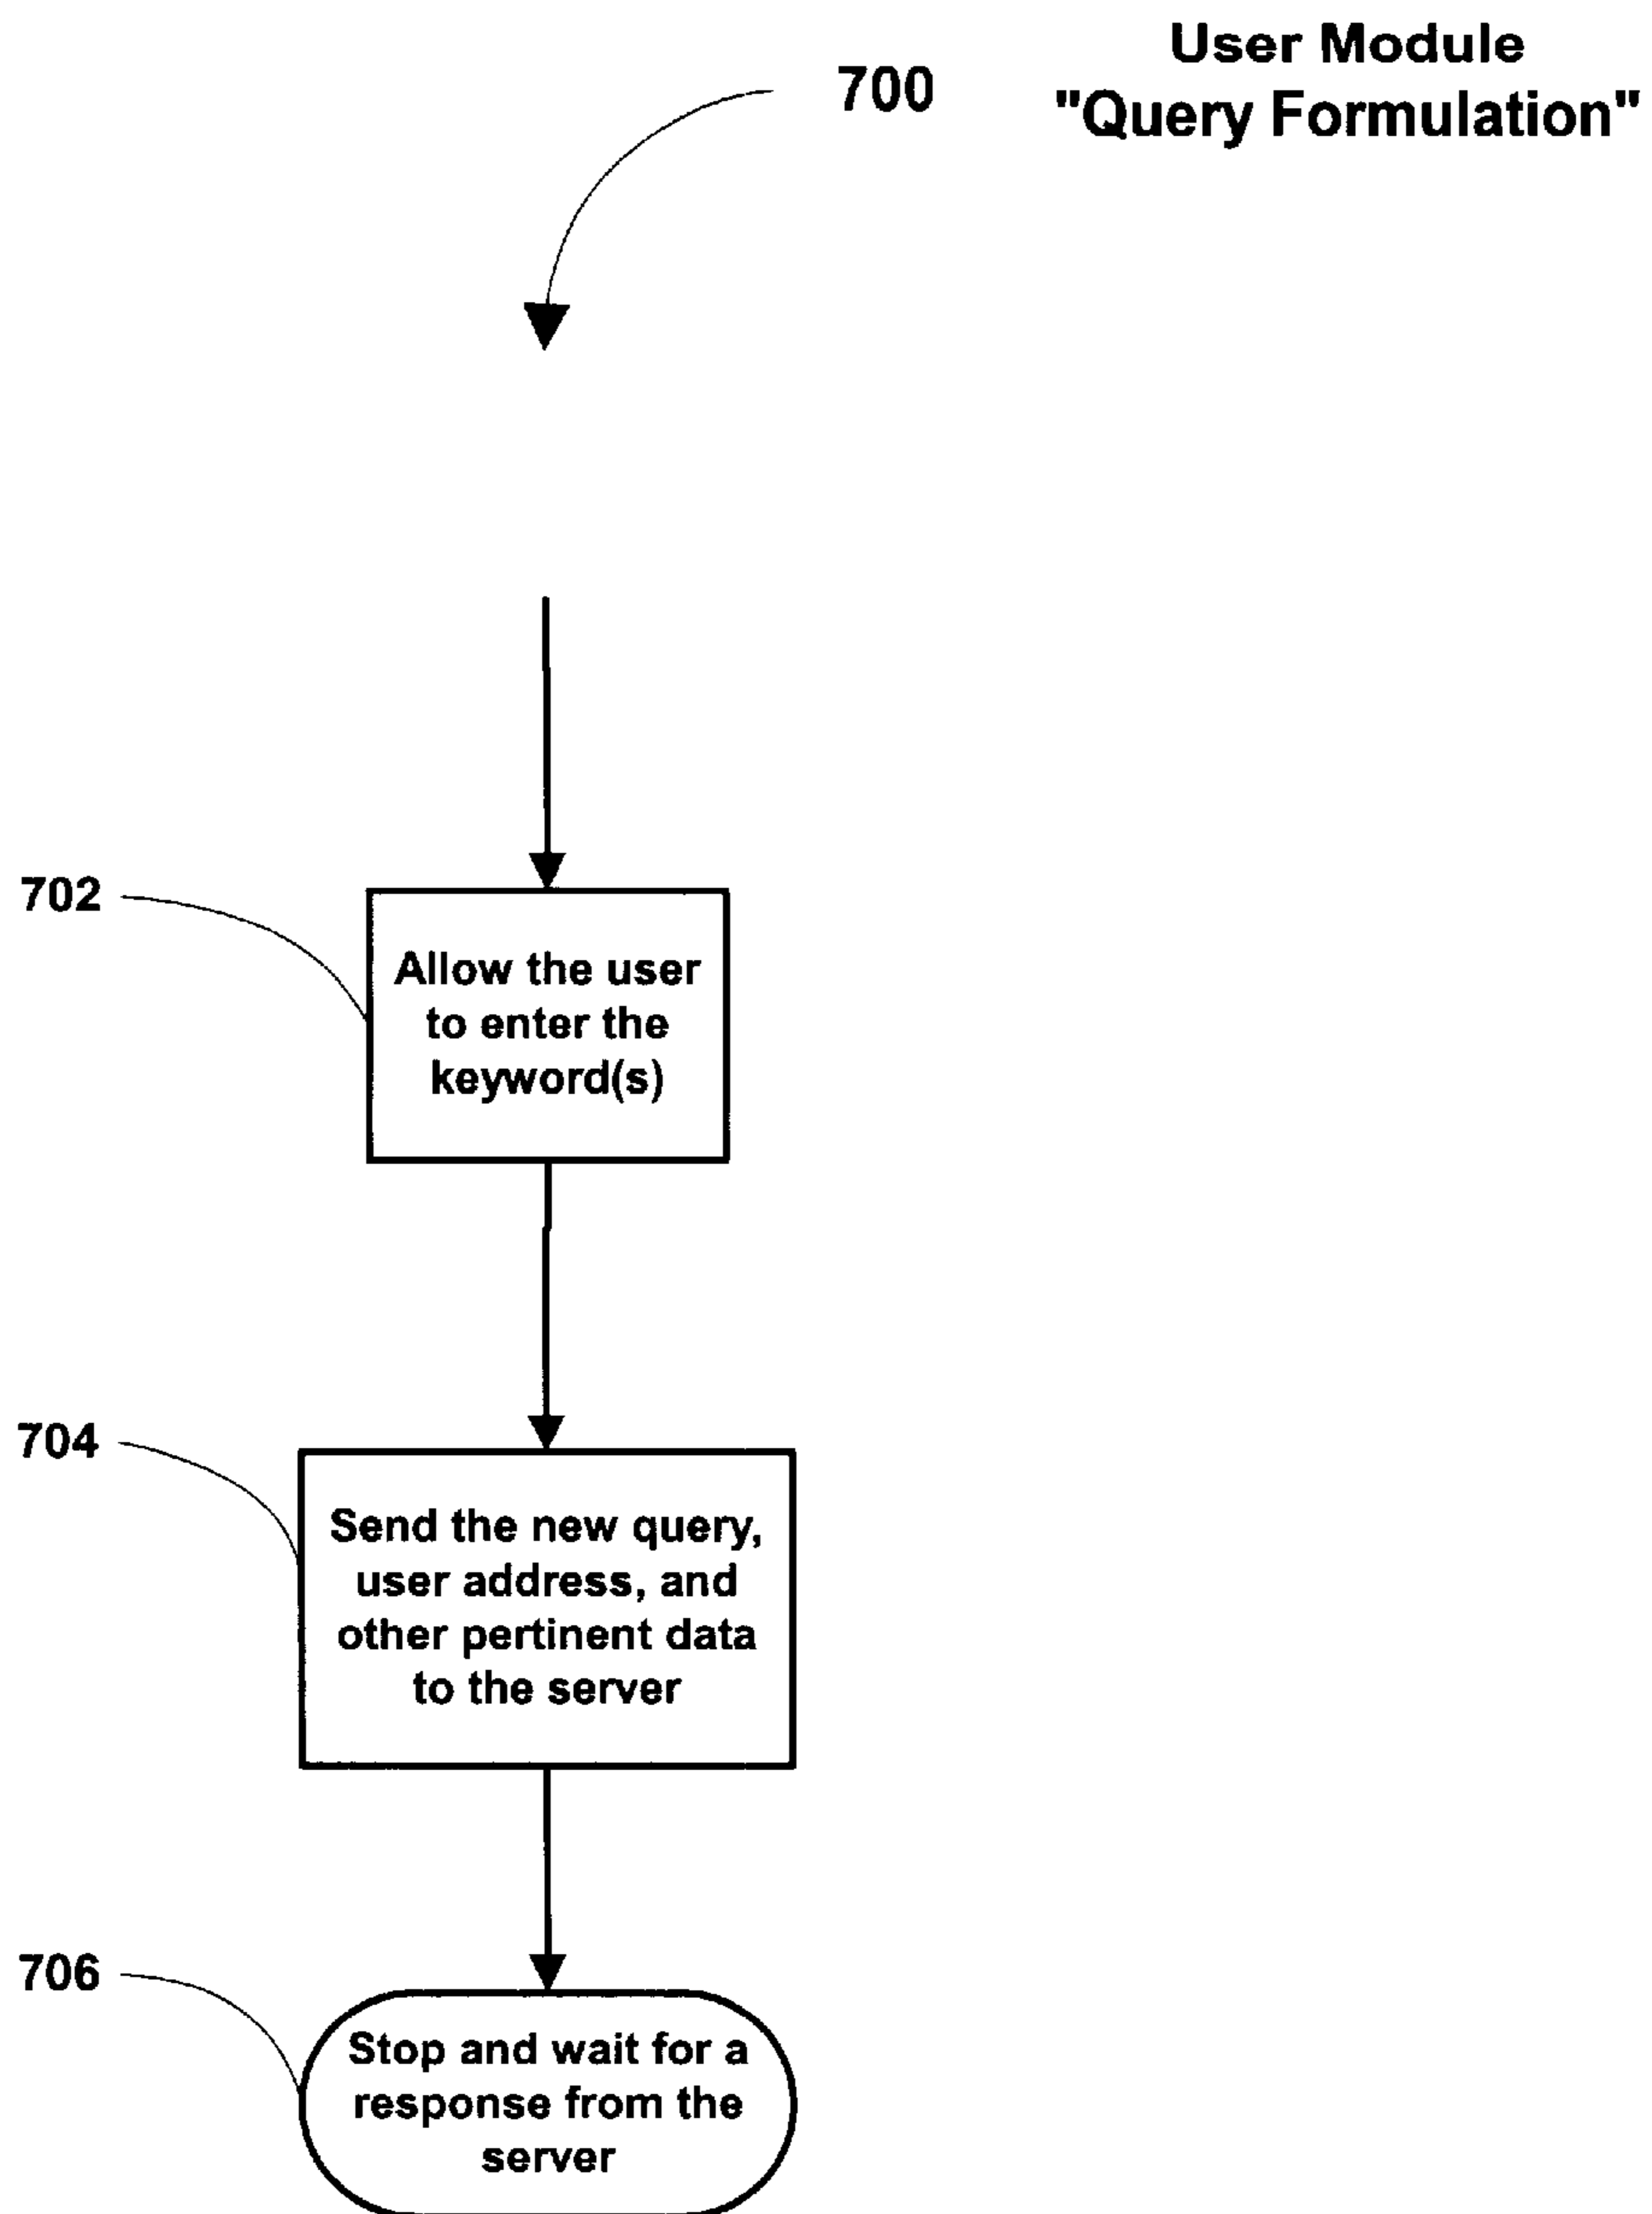 User Module
"Query Formulation"
700
702
Allow the user
to enter the
keyword(s)
704
Send the new query,
user address, and
other pertinent data
to the server
706
Stop and wait for a
response from the
server